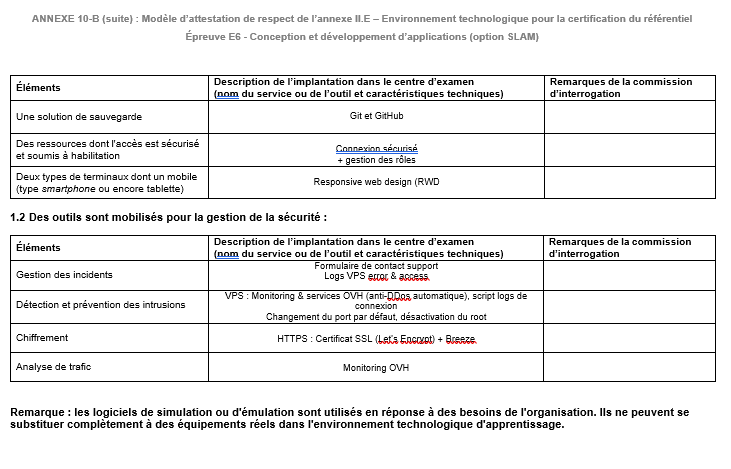 ANNEXE 10-B (suite) : Modèle d'attestation de respect de l'annexe II.E – Environnement technologique pour la certification du référentiel
Épreuve E6 - Conception et développement d'applications (option SLAM)
Éléments
Description de l'implantation dans le centre d'examen
(nom du service ou de l'outil et caractéristiques techniques)
Remarques de la commission
d'interrogation
Une solution de sauvegarde
Git et GitHub
Des ressources dont l'accès est sécurisé
et soumis à habilitation
Connexion sécurisé
+ gestion des rôles
Deux types de terminaux dont un mobile
(type smartphone ou encore tablette)
Responsive web design (RWD
1.2 Des outils sont mobilisés pour la gestion de la sécurité :
Éléments
Description de l'implantation dans le centre d'examen
(nom du service ou de l'outil et caractéristiques techniques)
Remarques de la commission
d'interrogation
Gestion des incidents
Formulaire de contact support
Logs VPS error & access
Détection et prévention des intrusions
VPS : Monitoring & services OVH (anti-DDos automatique), script logs de
connexion
Changement du port par défaut, désactivation du root
Chiffrement
HTTPS : Certificat SSL (Let's Encrypt) + Breeze
Analyse de trafic
Monitoring OVH
Remarque : les logiciels de simulation ou d'émulation sont utilisés en réponse à des besoins de l'organisation. Ils ne peuvent se
substituer complètement à des équipements réels dans l'environnement technologique d'apprentissage.